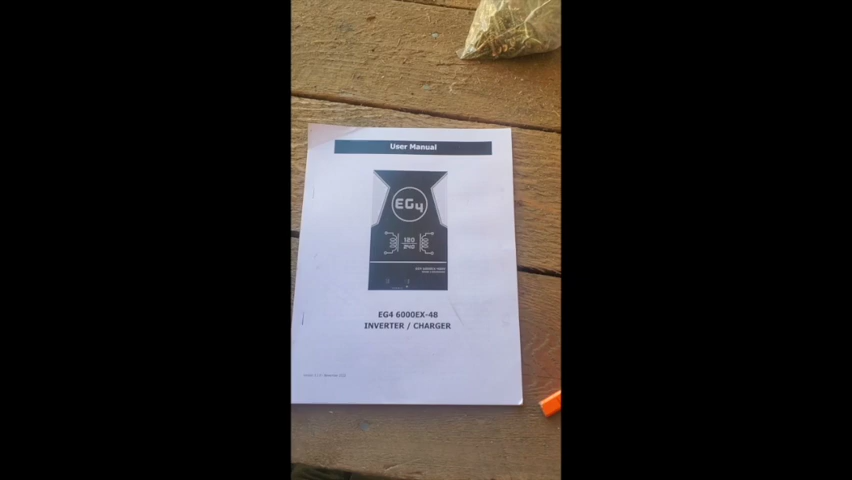 User Manual
EG4
120
240
EG4 6000EX-48
INVERTER / CHARGER